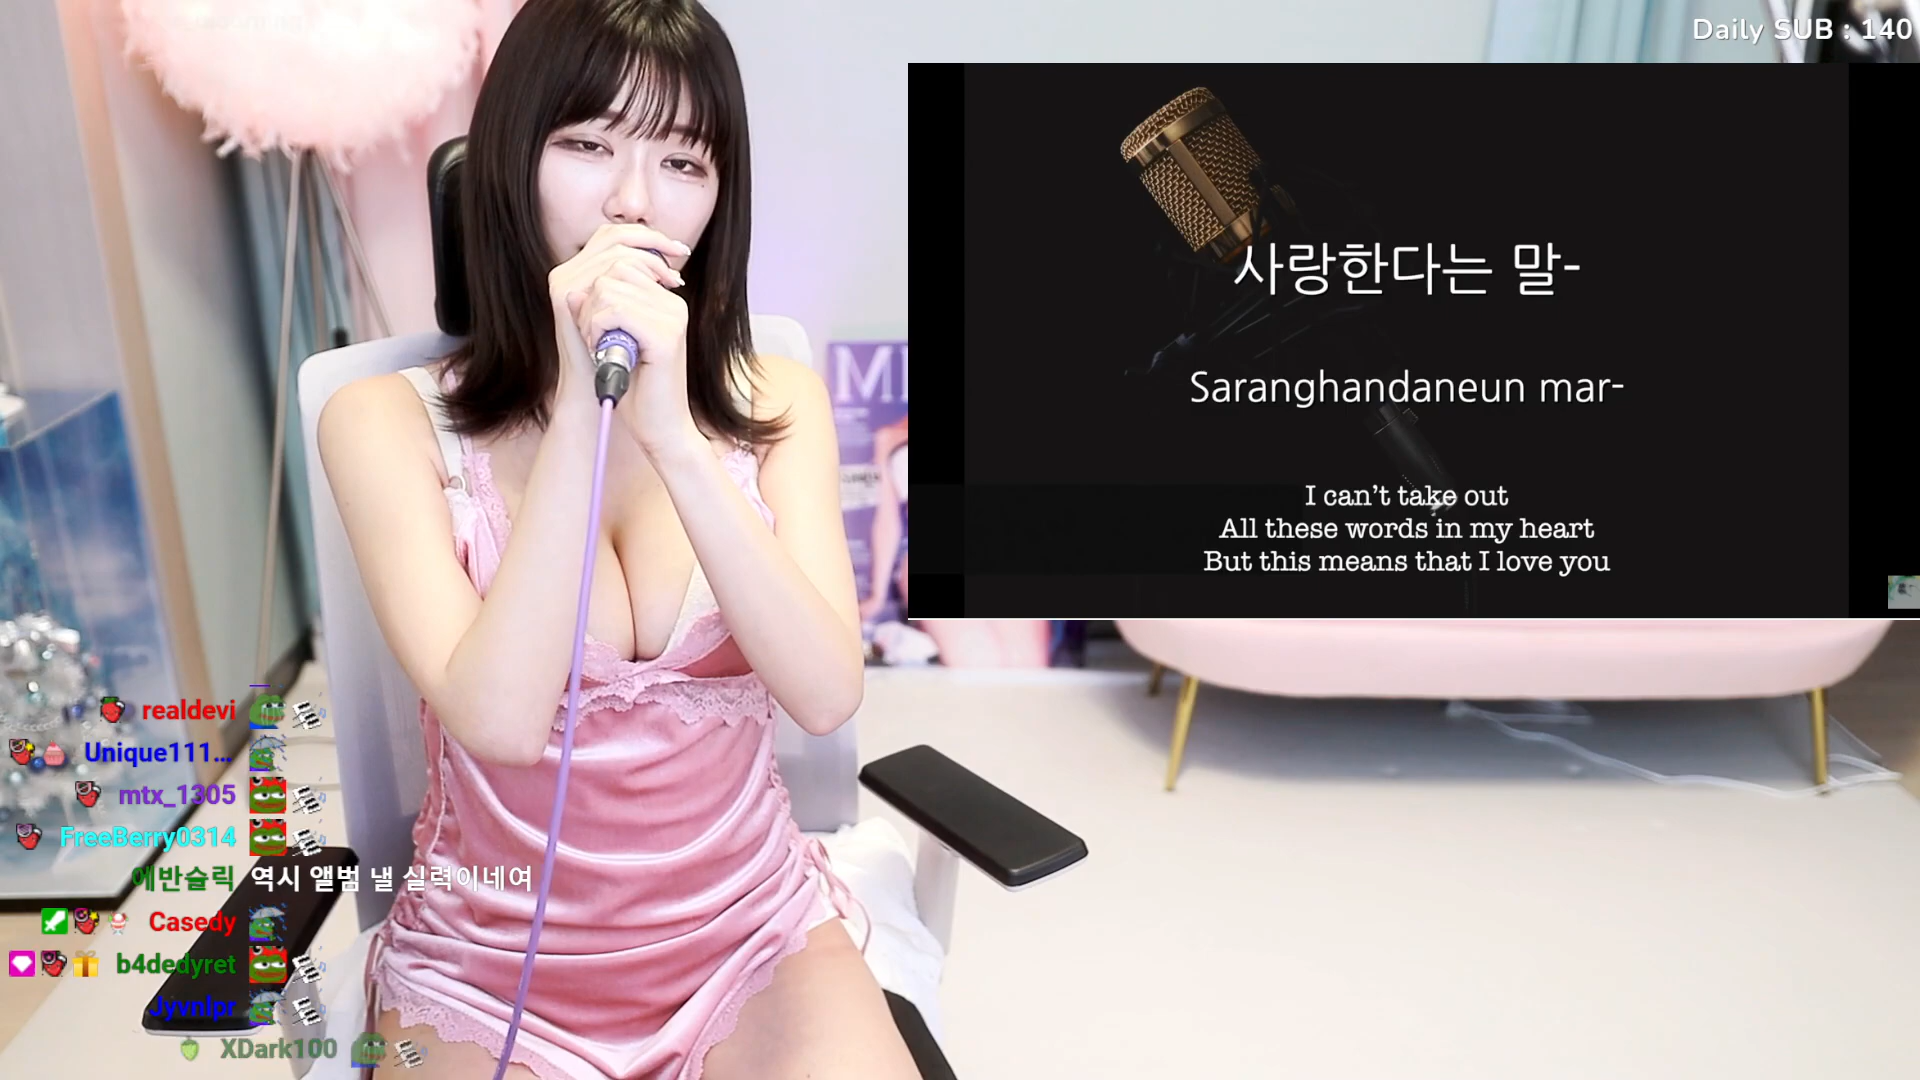 Daily SUB : 140
사랑한다는 말-
Saranghandaneun mar-
I can't take out
All these words in my heart
But this means that I love you
realdevi
Unique111...
mtx_1305
FreeBerry0314
에반슬릭 역시 앨범 낼 실력이네여
Casedy
b4dedyret
Jyvnlpr
XDark100